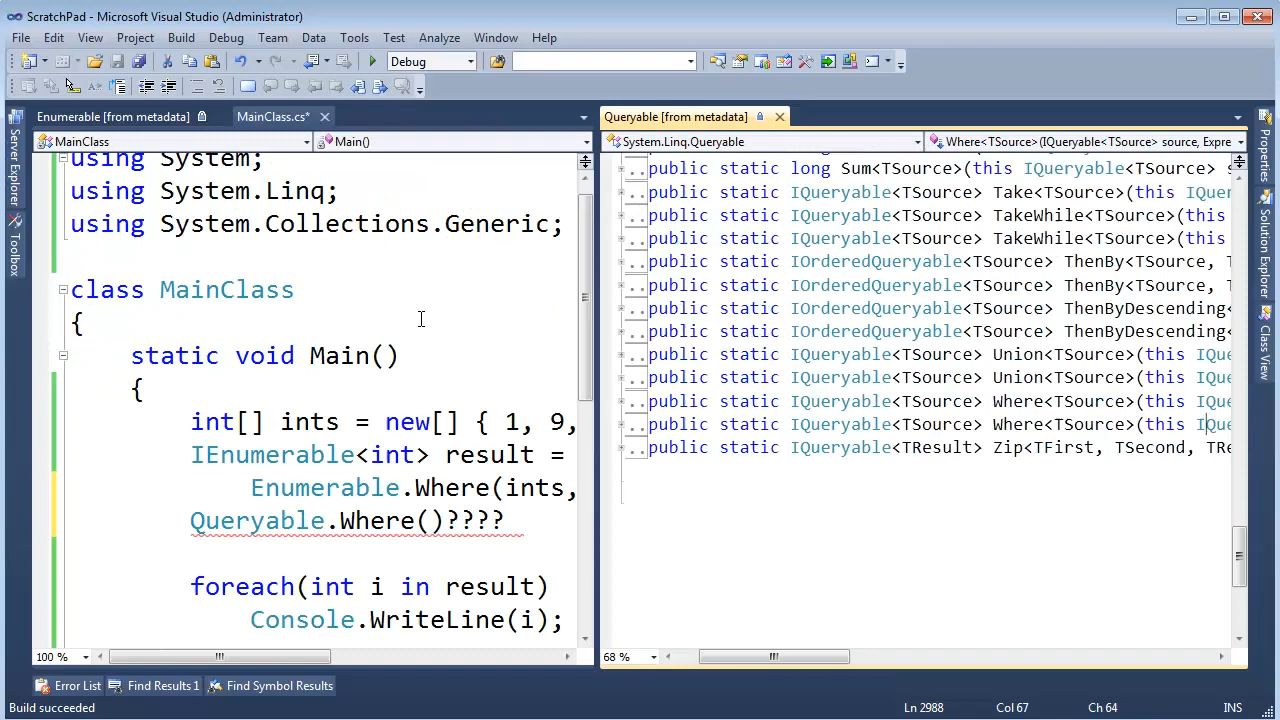 ScratchPad - Microsoft Visual Studio (Administrator)
File Edit View Project Build Debug Team Data Tools Test Analyze Window Help
Debug
Enumerable [from metadata] MainClass.cs*
MainClass Main()
using System;
using System.Linq;
using System.Collections.Generic;
class MainClass
{
static void Main()
{
int[] ints = new[] { 1, 9,
IEnumerable<int> result =
Enumerable.Where(ints,
Queryable.Where()????
foreach(int i in result)
Console.WriteLine(i);
100 %
Queryable [from metadata]
System.Linq.Queryable Where<TSource>(IQueryable<TSource> source, Expre
public static long Sum<TSource>(this IQueryable<TSource> s
public static IQueryable<TSource> Take<TSource>(this IQuer
public static IQueryable<TSource> TakeWhile<TSource>(this
public static IQueryable<TSource> TakeWhile<TSource>(this
public static IOrderedQueryable<TSource> ThenBy<TSource, T
public static IOrderedQueryable<TSource> ThenBy<TSource, T
public static IOrderedQueryable<TSource> ThenByDescending<
public static IOrderedQueryable<TSource> ThenByDescending<
public static IQueryable<TSource> Union<TSource>(this IQue
public static IQueryable<TSource> Union<TSource>(this IQue
public static IQueryable<TSource> Where<TSource>(this IQue
public static IQueryable<TSource> Where<TSource>(this IQue
public static IQueryable<TResult> Zip<TFirst, TSecond, TRe
68 %
Server Explorer
Toolbox
Properties
Solution Explorer
Class View
Error List Find Results 1 Find Symbol Results
Build succeeded Ln 2988 Col 67 Ch 64 INS